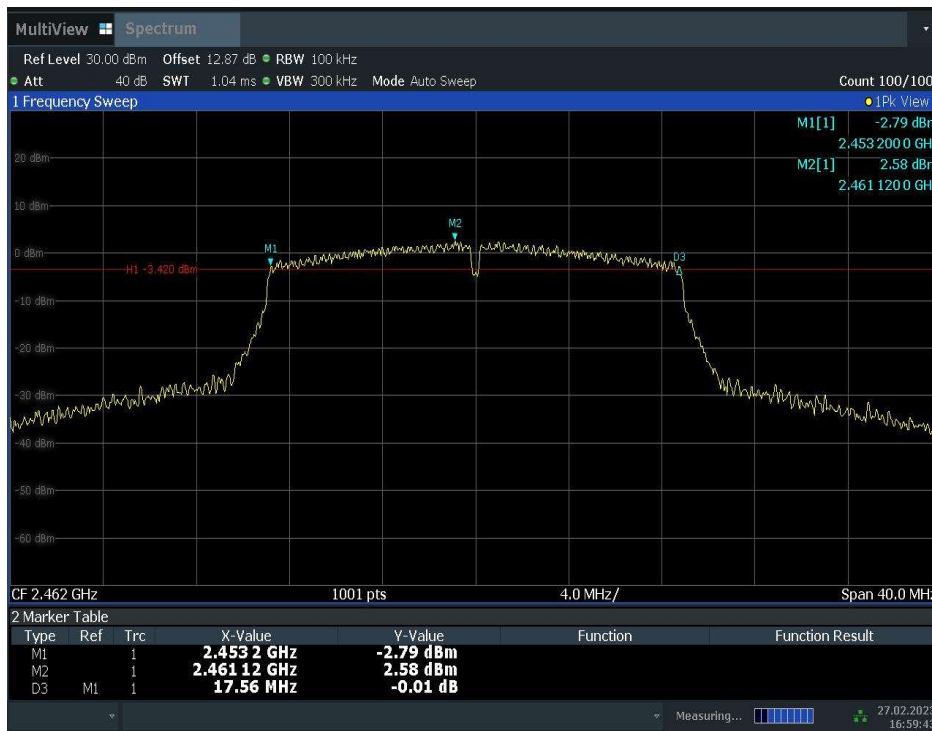 MultiView Spectrum
Ref Level 30.00 dBm Offset 12.87 dB RBW 100 kHz
Att 40 dB SWT 1.04 ms VBW 300 kHz Mode Auto Sweep Count 100/100
1 Frequency Sweep 1Pk View
M1[1] -2.79 dBm
2.453 200 0 GH
M2[1] 2.58 dBm
2.461 120 0 GH
20 dBm
10 dBm
M2
0 dBm
M1
D3
H1 -3.420 dBm
-10 dBm
-20 dBm
-30 dBm
-40 dBm
-50 dBm
-60 dBm
CF 2.462 GHz 1001 pts 4.0 MHz/ Span 40.0 MHz
2 Marker Table
Type Ref Trc X-Value Y-Value Function Function Result
M1 1 2.453 2 GHz -2.79 dBm
M2 1 2.461 12 GHz 2.58 dBm
D3 M1 1 17.56 MHz -0.01 dB
Measuring... 27.02.2023
16:59:43